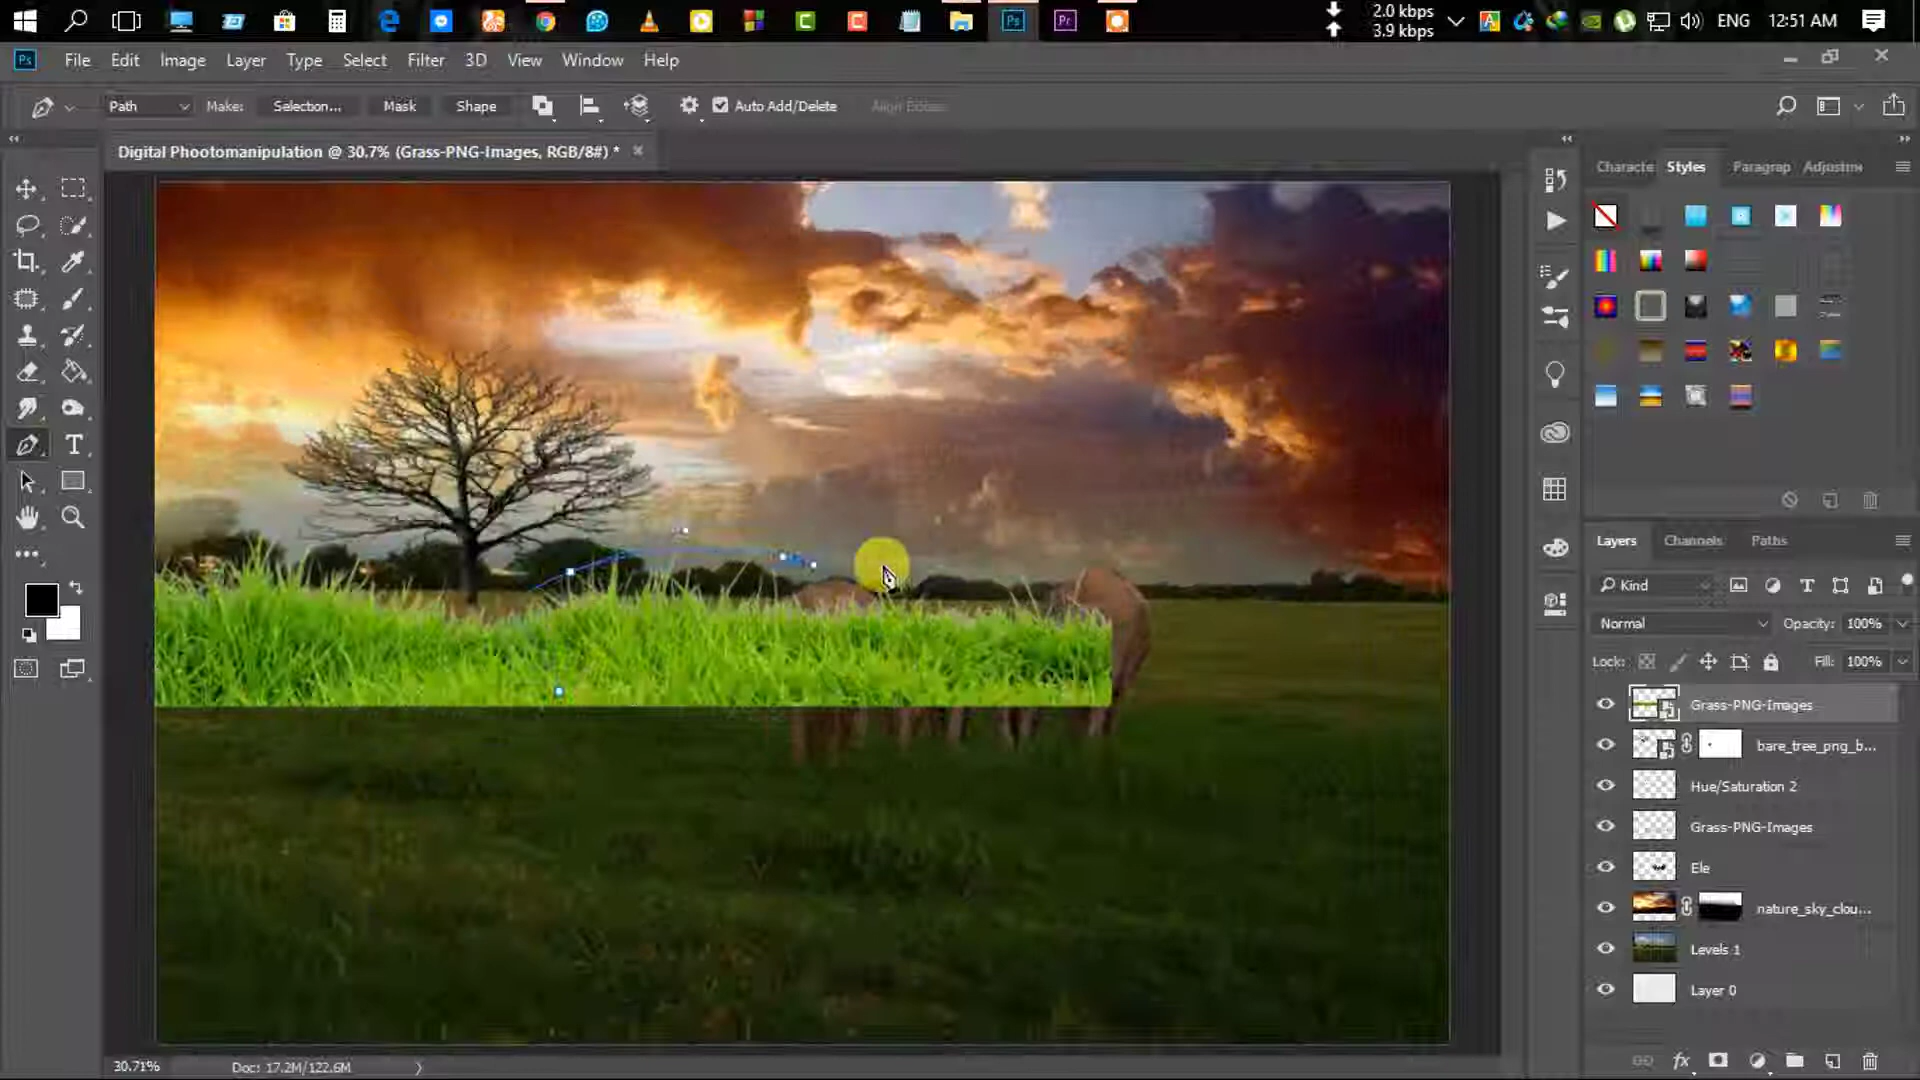 2.0 kbps
3.9 kbps
ENG
12:51 AM
Ps
File
Edit
Image
Layer
Type
Select
Filter
3D
View
Window
Help
Path
Make:
Selection...
Mask
Shape
Auto Add/Delete
Align Edges
Digital Phootomanipulation @ 30.7% (Grass-PNG-Images, RGB/8#) *
Characte
Styles
Paragrap
Adjustme
Layers
Channels
Paths
Kind
Normal
Opacity: 100%
Lock:
Fill: 100%
Grass-PNG-Images
bare_tree_png_b...
Hue/Saturation 2
Grass-PNG-Images
Ele
nature_sky_clou...
Levels 1
Layer 0
30.71%
Doc: 17.2M/122.6M